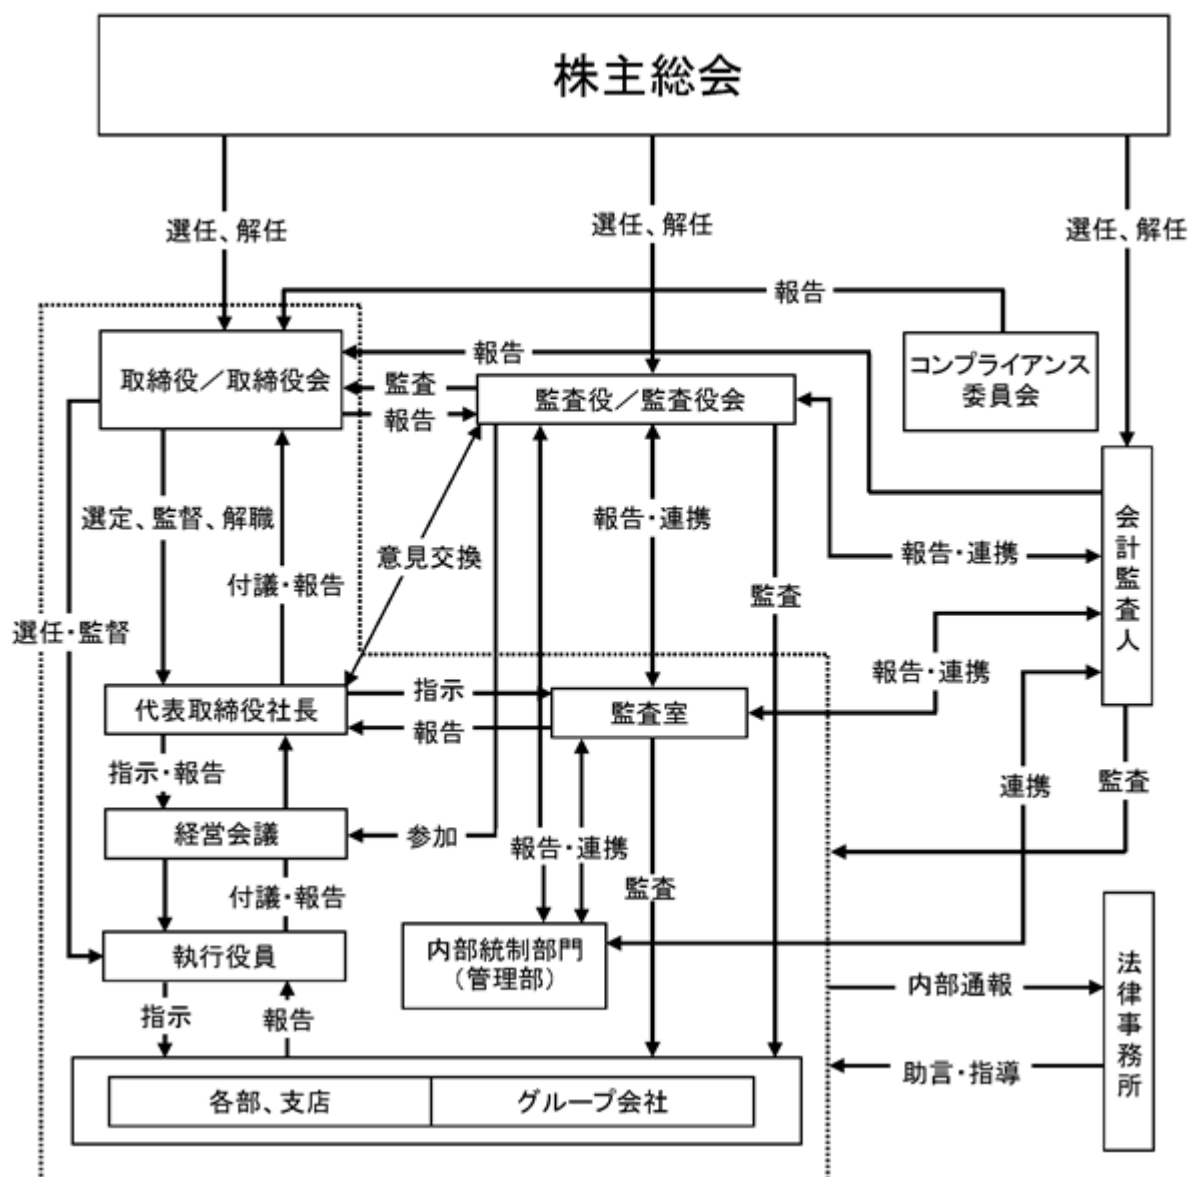 株主総会
選任、解任
選任、解任
選任、解任
報告
コンプライアンス
委員会
取締役／取締役会
報告
監査
報告
監査役／監査役会
会計監査人
選定、監督、解職
付議・報告
意見交換
報告・連携
監査
報告・連携
選任・監督
報告・連携
代表取締役社長
指示
報告
監査室
指示・報告
連携
監査
経営会議
参加
報告・連携
付議・報告
監査
執行役員
内部統制部門
（管理部）
内部通報
法律事務所
指示
報告
助言・指導
各部、支店
グループ会社